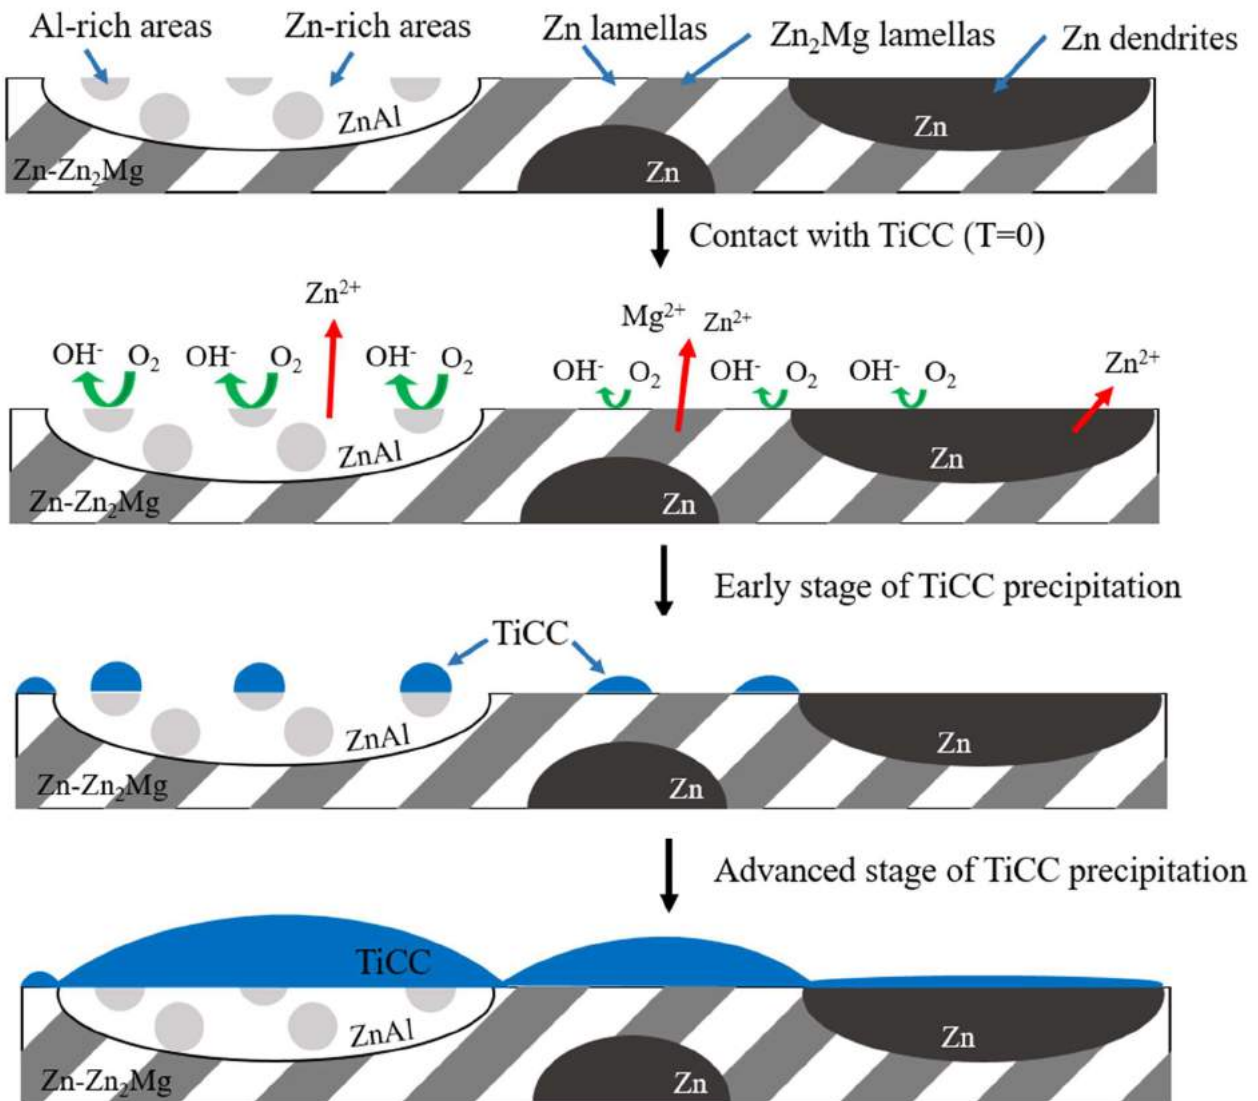 Al-rich areas
Zn-rich areas
Zn lamellas
Zn₂Mg lamellas
Zn dendrites
ZnAl
Zn
Zn-Zn₂Mg
Zn
Contact with TiCC (T=0)
Zn²⁺
Mg²⁺ Zn²⁺
OH⁻ O₂ OH⁻ O₂ OH⁻ O₂
OH⁻ O₂ OH⁻ O₂ OH⁻ O₂
Zn²⁺
ZnAl
Zn
Zn-Zn₂Mg
Zn
Early stage of TiCC precipitation
TiCC
ZnAl
Zn
Zn-Zn₂Mg
Zn
Advanced stage of TiCC precipitation
TiCC
ZnAl
Zn
Zn-Zn₂Mg
Zn